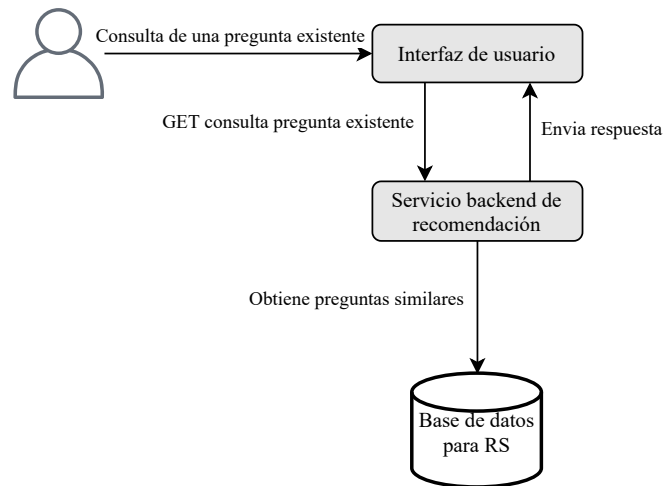 Consulta de una pregunta existente
Interfaz de usuario
GET consulta pregunta existente
Envia respuesta
Servicio backend de
recomendación
Obtiene preguntas similares
Base de datos
para RS